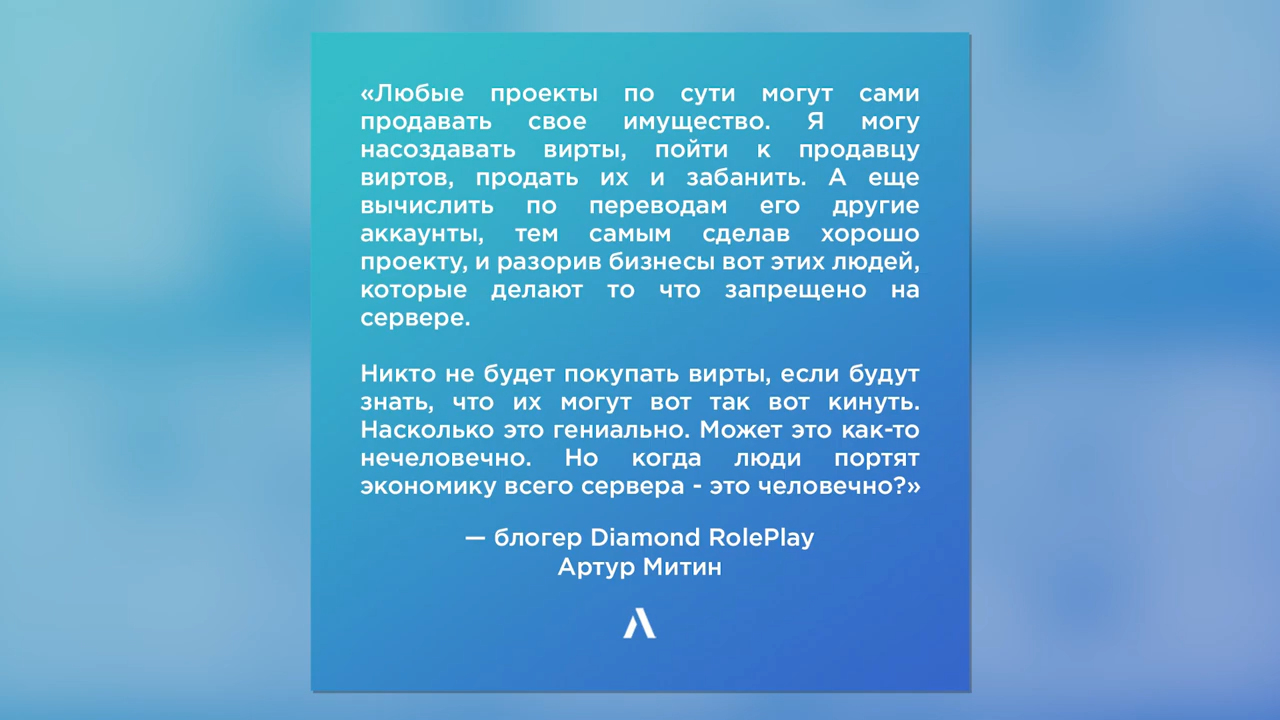 «Любые проекты по сути могут сами
продавать свое имущество. Я могу
насоздавать вирты, пойти к продавцу
виртов, продать их и забанить. А еще
вычислить по переводам его другие
аккаунты, тем самым сделав хорошо
проекту, и разорив бизнесы вот этих людей,
которые делают то что запрещено на
сервере.
Никто не будет покупать вирты, если будут
знать, что их могут вот так вот кинуть.
Насколько это гениально. Может это как-то
нечеловечно. Но когда люди портят
экономику всего сервера - это человечно?»
— блогер Diamond RolePlay
Артур Митин